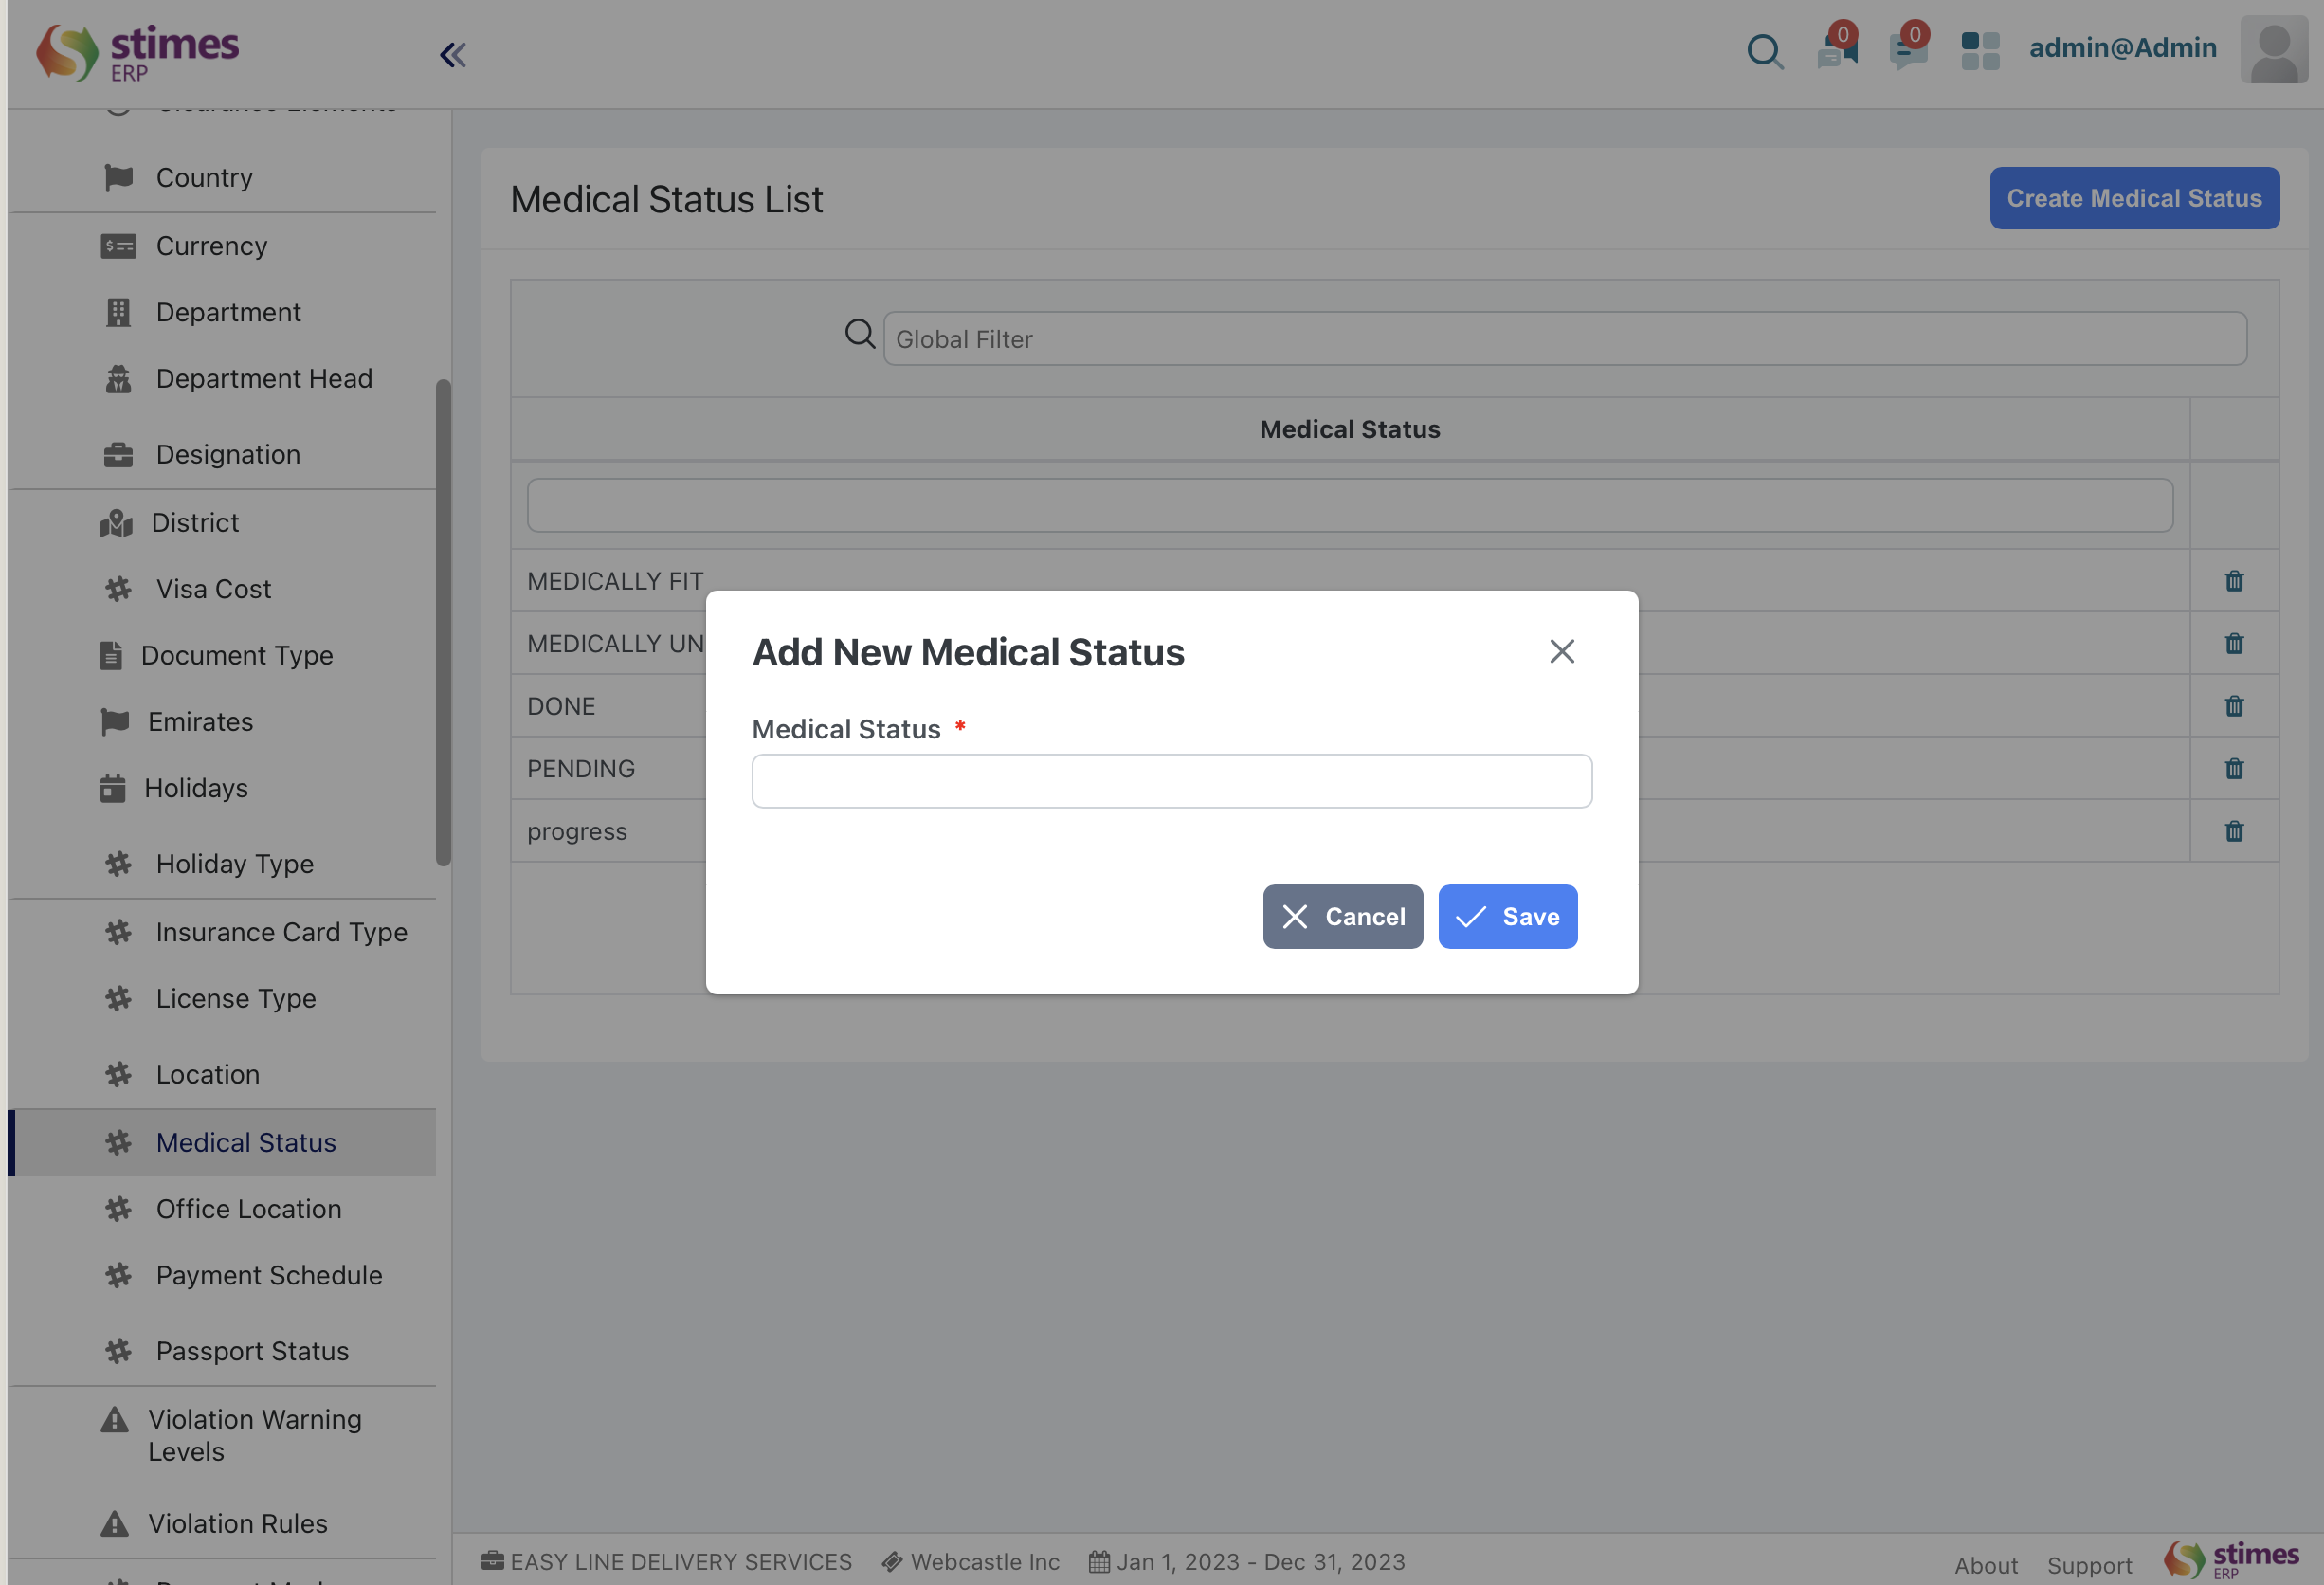 stimes
ERP
0
0
admin@Admin
Clearance Elements
Country
Currency
Department
Department Head
Designation
District
Visa Cost
Document Type
Emirates
Holidays
Holiday Type
Insurance Card Type
License Type
Location
Medical Status
Office Location
Payment Schedule
Passport Status
Violation Warning
Levels
Violation Rules
Medical Status List
Create Medical Status
Global Filter
Medical Status
MEDICALLY FIT
MEDICALLY UN
DONE
PENDING
progress
Add New Medical Status
Medical Status *
Cancel
Save
EASY LINE DELIVERY SERVICES
Webcastle Inc
Jan 1, 2023 - Dec 31, 2023
About
Support
stimes
ERP